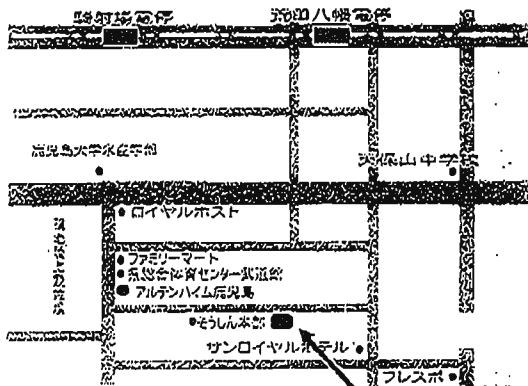 騎射場電停
荒田八幡電停
鹿児島大学水産学部
天保山中学校
ロイヤルホスト
ファミリーマート
県総合体育センター武道館
アルテンハイム鹿児島
そうしん本部
サンロイヤルホテル
フレスポ